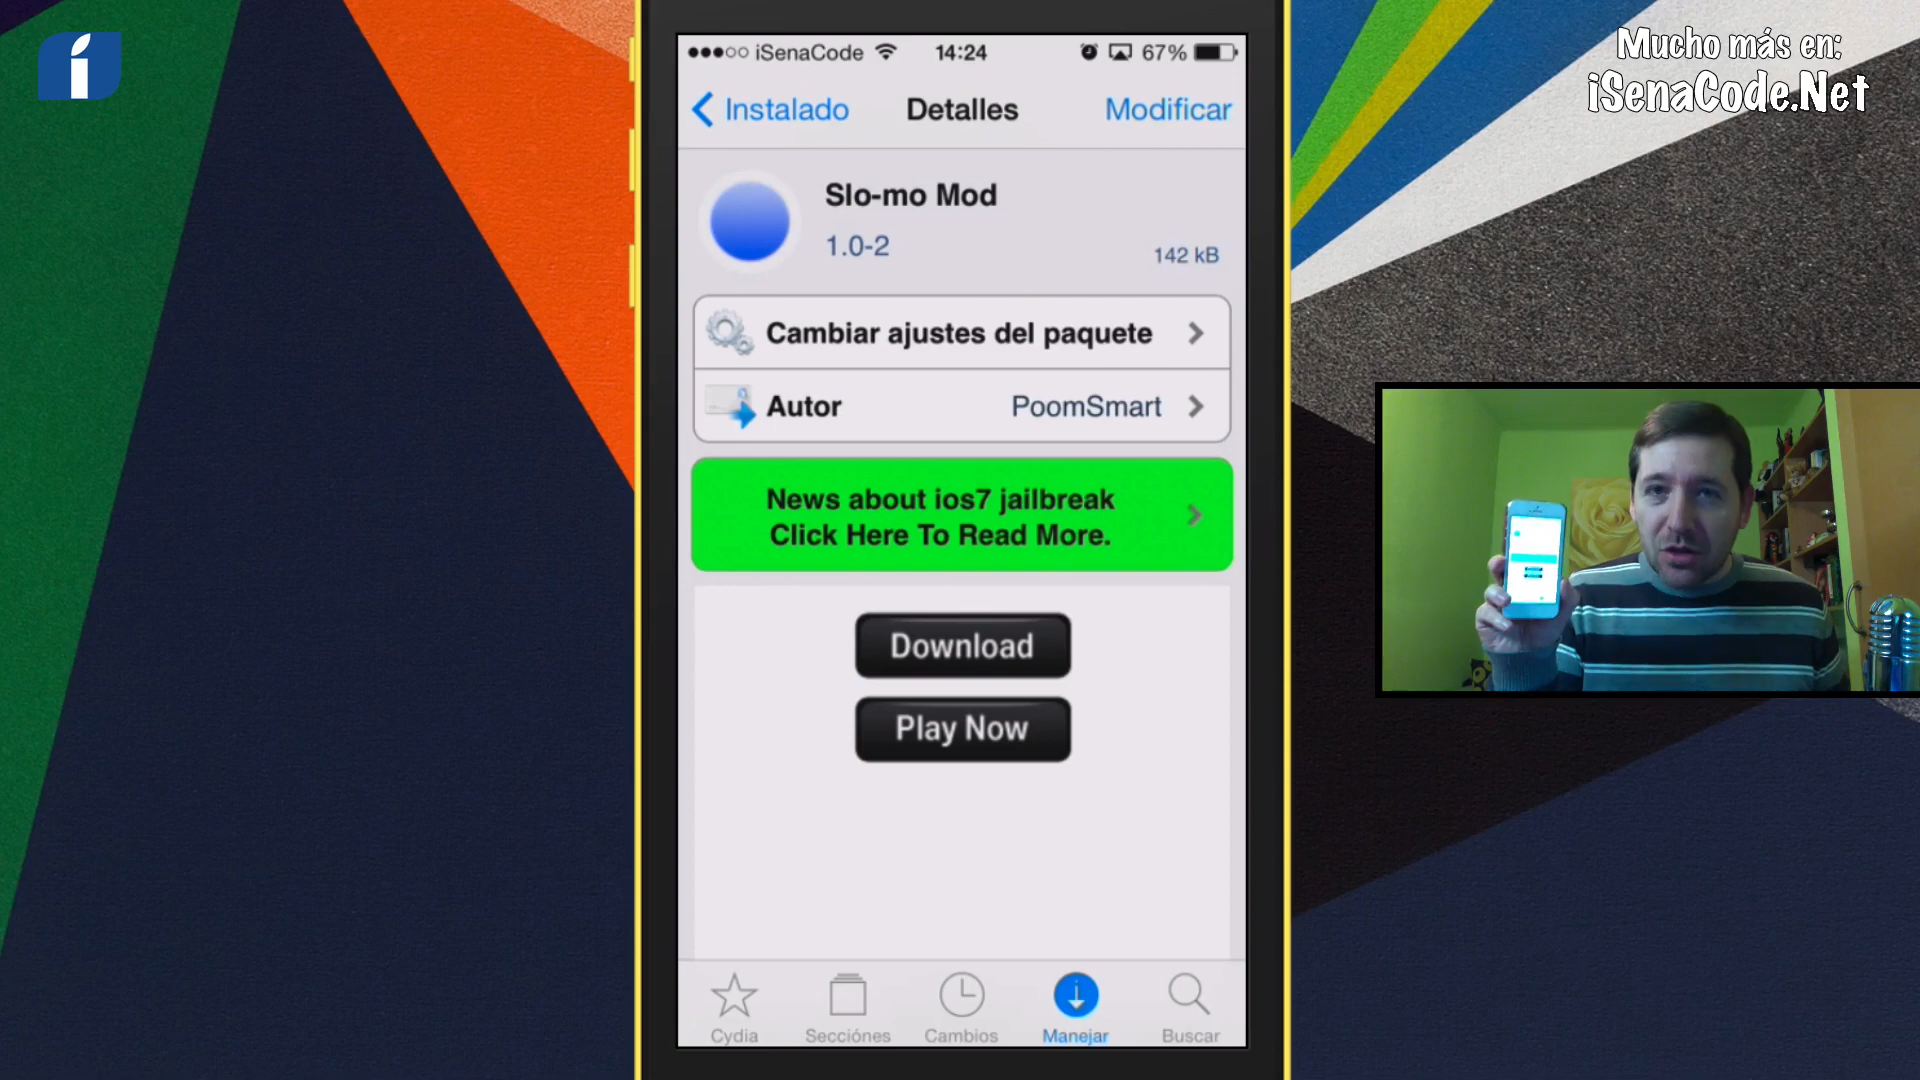 i
Mucho más en:
iSenaCode.Net
iSenaCode 14:24 67%
Instalado Detalles Modificar
Slo-mo Mod
1.0-2
142 kB
Cambiar ajustes del paquete
Autor PoomSmart
News about ios7 jailbreak
Click Here To Read More.
Download
Play Now
Cydia Secciónes Cambios Manejar Buscar